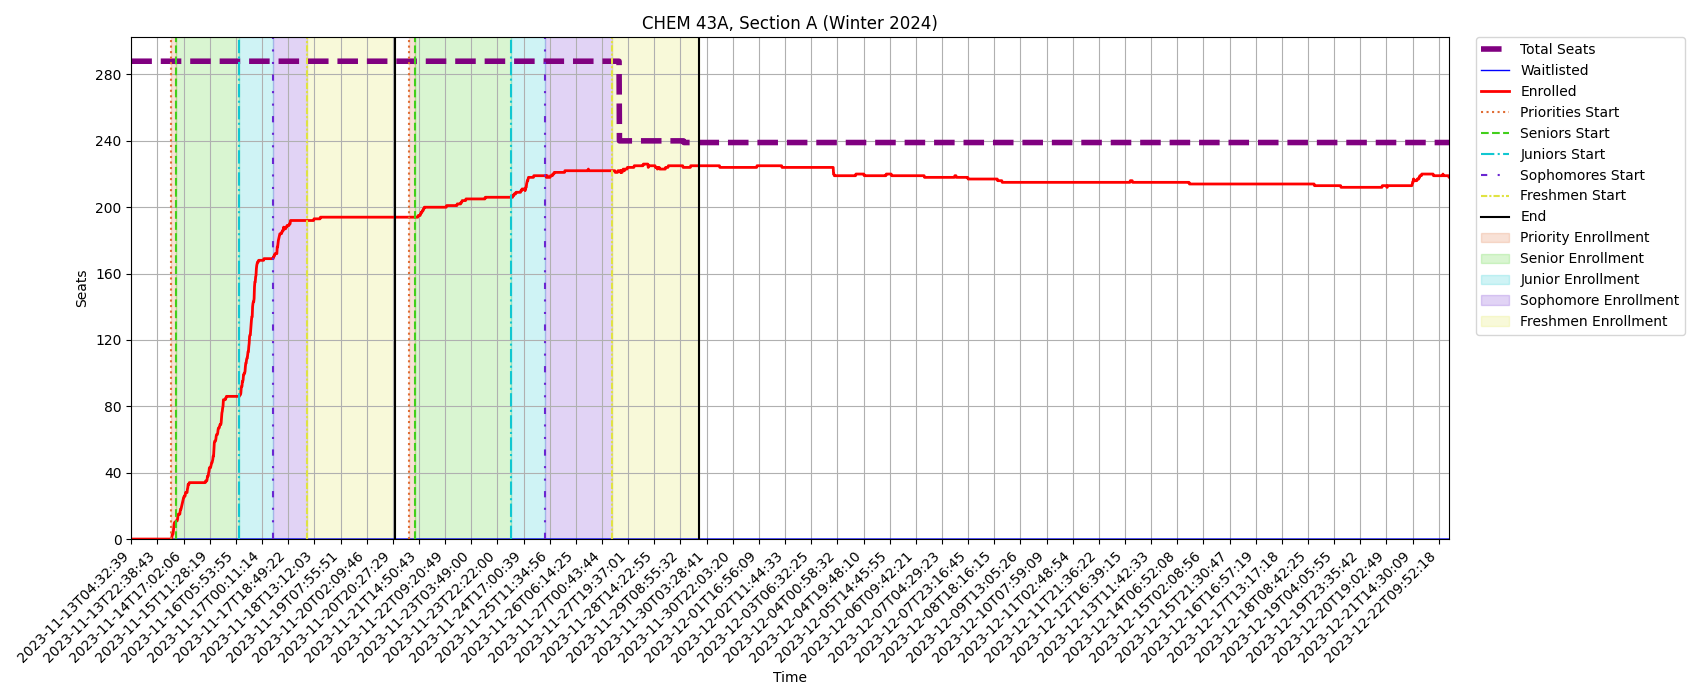 CHEM 43A, Section A (Winter 2024)
Seats
280
240
200
160
120
80
40
0
2023-11-13T04:32:39
2023-11-13T22:38:43
2023-11-14T17:02:06
2023-11-15T11:28:19
2023-11-16T05:53:55
2023-11-17T00:11:14
2023-11-17T18:49:22
2023-11-18T13:12:03
2023-11-19T07:55:51
2023-11-20T02:09:46
2023-11-20T20:27:29
2023-11-21T14:50:43
2023-11-22T09:20:49
2023-11-23T03:49:00
2023-11-23T22:22:00
2023-11-24T17:00:39
2023-11-25T11:34:56
2023-11-26T06:14:25
2023-11-27T00:43:44
2023-11-27T19:37:01
2023-11-28T14:22:55
2023-11-29T08:55:32
2023-11-30T03:28:41
2023-11-30T22:03:20
2023-12-01T16:56:09
2023-12-02T11:44:33
2023-12-03T06:32:25
2023-12-04T00:58:32
2023-12-04T19:48:10
2023-12-05T14:45:55
2023-12-06T09:42:21
2023-12-07T04:29:23
2023-12-07T23:16:45
2023-12-08T18:16:15
2023-12-09T13:05:26
2023-12-10T07:59:09
2023-12-11T02:48:54
2023-12-11T21:36:22
2023-12-12T16:39:15
2023-12-13T11:42:33
2023-12-14T06:52:08
2023-12-15T02:08:56
2023-12-15T21:30:47
2023-12-16T16:57:19
2023-12-17T13:17:18
2023-12-18T08:42:25
2023-12-19T04:05:55
2023-12-19T23:35:42
2023-12-20T19:02:49
2023-12-21T14:30:09
2023-12-22T09:52:18
Time
Total Seats
Waitlisted
Enrolled
Priorities Start
Seniors Start
Juniors Start
Sophomores Start
Freshmen Start
End
Priority Enrollment
Senior Enrollment
Junior Enrollment
Sophomore Enrollment
Freshmen Enrollment